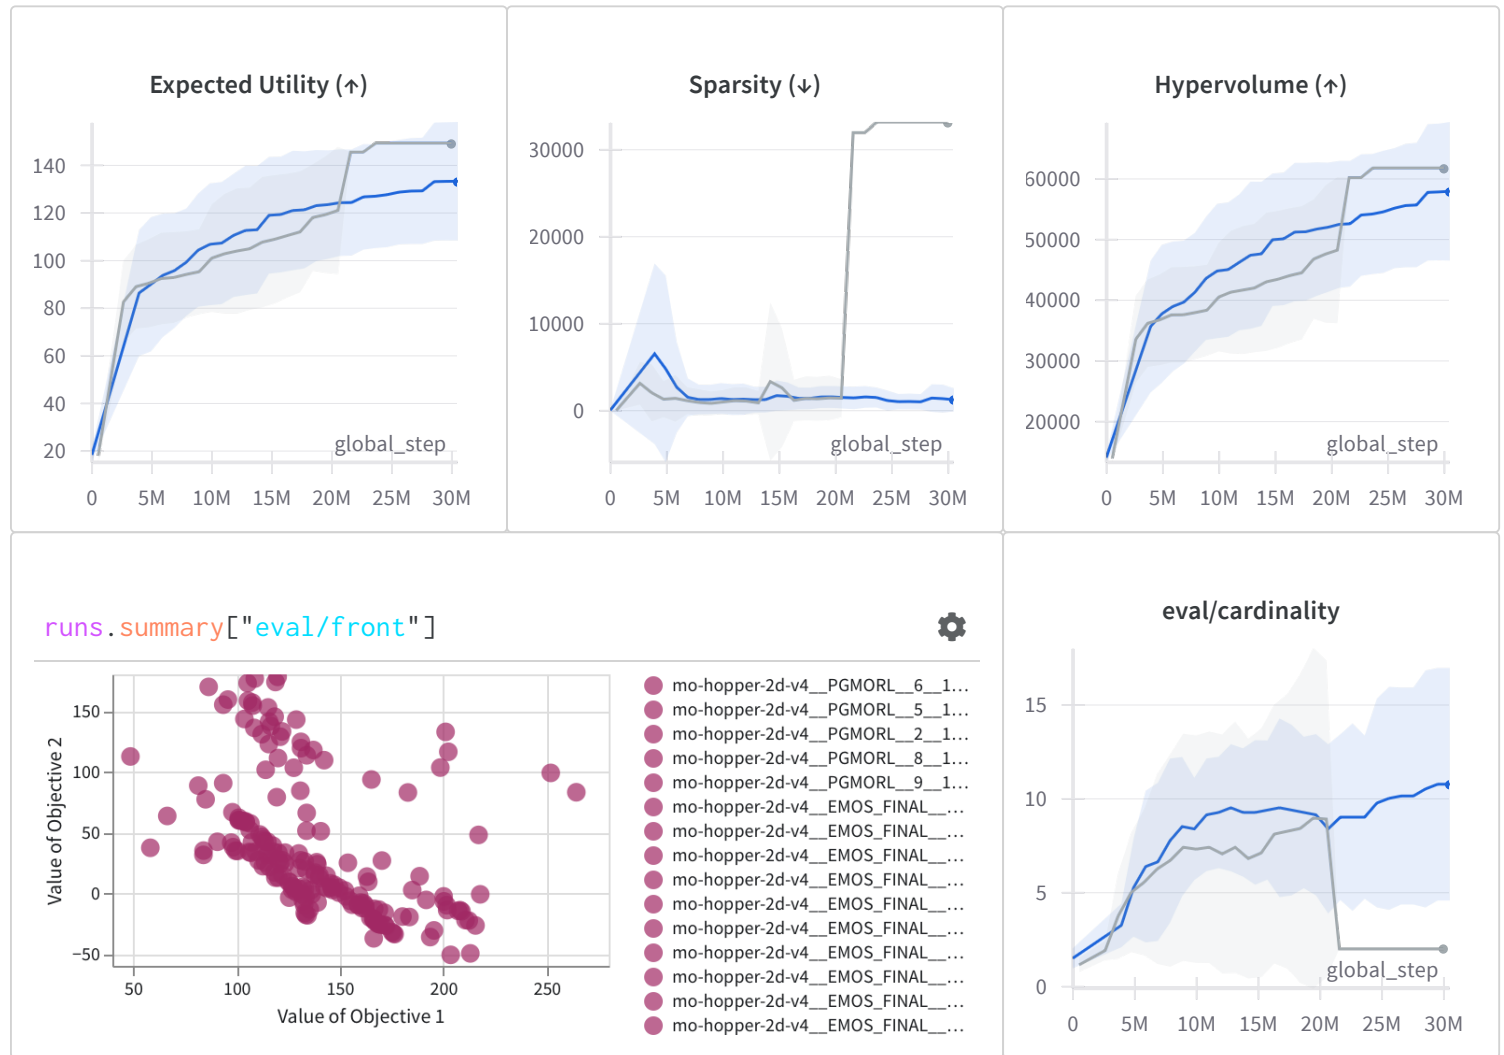 Expected Utility (↑)
140
120
100
80
60
40
20
global_step
0 5M 10M 15M 20M 25M 30M
Sparsity (↓)
30000
20000
10000
0
global_step
0 5M 10M 15M 20M 25M 30M
Hypervolume (↑)
60000
50000
40000
30000
20000
global_step
0 5M 10M 15M 20M 25M 30M
runs.summary["eval/front"]
Value of Objective 2
150
100
50
0
−50
50 100 150 200 250
Value of Objective 1
mo-hopper-2d-v4__PGMORL__6__1...
mo-hopper-2d-v4__PGMORL__5__1...
mo-hopper-2d-v4__PGMORL__2__1...
mo-hopper-2d-v4__PGMORL__8__1...
mo-hopper-2d-v4__PGMORL__9__1...
mo-hopper-2d-v4__EMOS_FINAL__...
mo-hopper-2d-v4__EMOS_FINAL__...
mo-hopper-2d-v4__EMOS_FINAL__...
mo-hopper-2d-v4__EMOS_FINAL__...
mo-hopper-2d-v4__EMOS_FINAL__...
mo-hopper-2d-v4__EMOS_FINAL__...
mo-hopper-2d-v4__EMOS_FINAL__...
mo-hopper-2d-v4__EMOS_FINAL__...
mo-hopper-2d-v4__EMOS_FINAL__...
mo-hopper-2d-v4__EMOS_FINAL__...
eval/cardinality
15
10
5
0
global_step
0 5M 10M 15M 20M 25M 30M